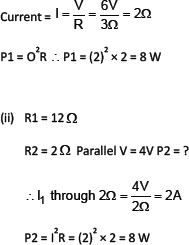 Current = I = V/R = 6V/3Ω = 2Ω
P1 = O²R ∴ P1 = (2)² × 2 = 8 W
(ii) R1 = 12 Ω
R2 = 2 Ω Parallel V = 4V P2 = ?
∴ I₁ through 2Ω = 4V/2Ω = 2A
P2 = I²R = (2)² × 2 = 8 W